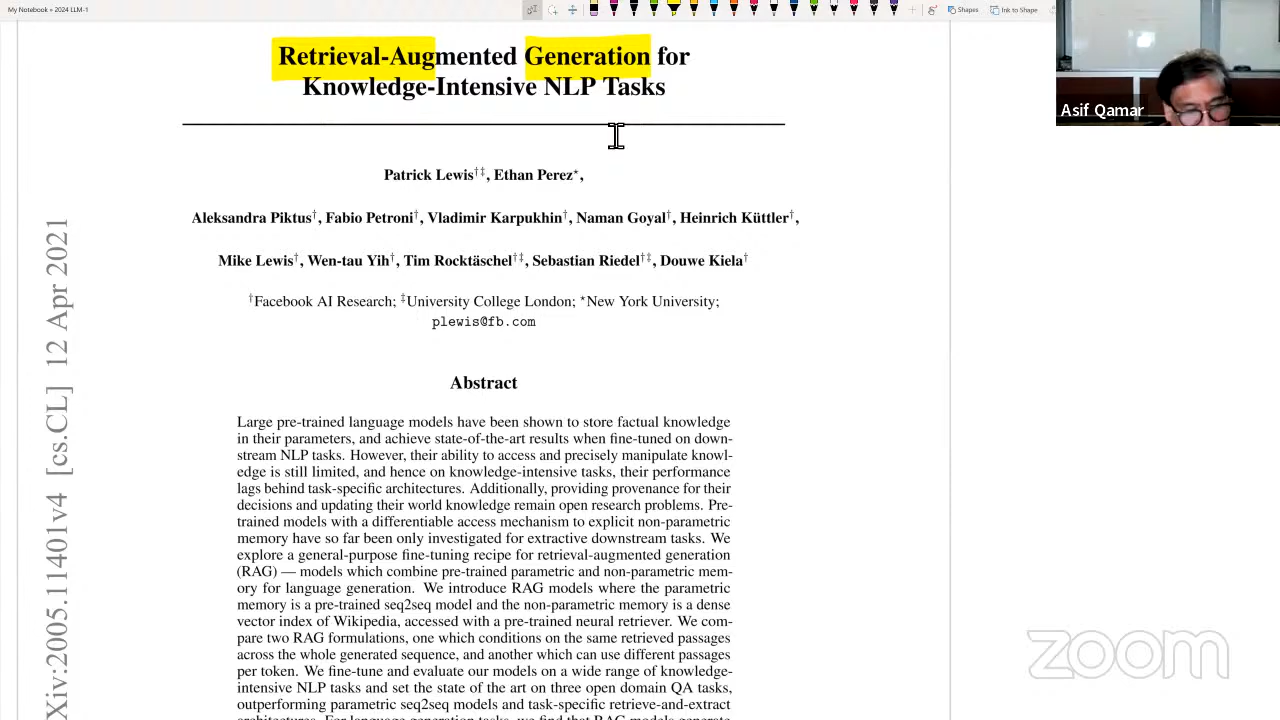 My Notebook » 2024 LLM-1
Shapes
Ink to Shape
Retrieval-Augmented Generation for
Knowledge-Intensive NLP Tasks
Asif Qamar
Patrick Lewis†‡, Ethan Perez⋆,
Aleksandra Piktus†, Fabio Petroni†, Vladimir Karpukhin†, Naman Goyal†, Heinrich Küttler†,
Mike Lewis†, Wen-tau Yih†, Tim Rocktäschel†‡, Sebastian Riedel†‡, Douwe Kiela†
†Facebook AI Research; ‡University College London; ⋆New York University;
plewis@fb.com
Abstract
Large pre-trained language models have been shown to store factual knowledge
in their parameters, and achieve state-of-the-art results when fine-tuned on down-
stream NLP tasks. However, their ability to access and precisely manipulate knowl-
edge is still limited, and hence on knowledge-intensive tasks, their performance
lags behind task-specific architectures. Additionally, providing provenance for their
decisions and updating their world knowledge remain open research problems. Pre-
trained models with a differentiable access mechanism to explicit non-parametric
memory have so far been only investigated for extractive downstream tasks. We
explore a general-purpose fine-tuning recipe for retrieval-augmented generation
(RAG) — models which combine pre-trained parametric and non-parametric mem-
ory for language generation. We introduce RAG models where the parametric
memory is a pre-trained seq2seq model and the non-parametric memory is a dense
vector index of Wikipedia, accessed with a pre-trained neural retriever. We com-
pare two RAG formulations, one which conditions on the same retrieved passages
across the whole generated sequence, and another which can use different passages
per token. We fine-tune and evaluate our models on a wide range of knowledge-
intensive NLP tasks and set the state of the art on three open domain QA tasks,
outperforming parametric seq2seq models and task-specific retrieve-and-extract
architectures. For language generation tasks, we find that RAG models generate
Xiv:2005.11401v4 [cs.CL] 12 Apr 2021
zoom